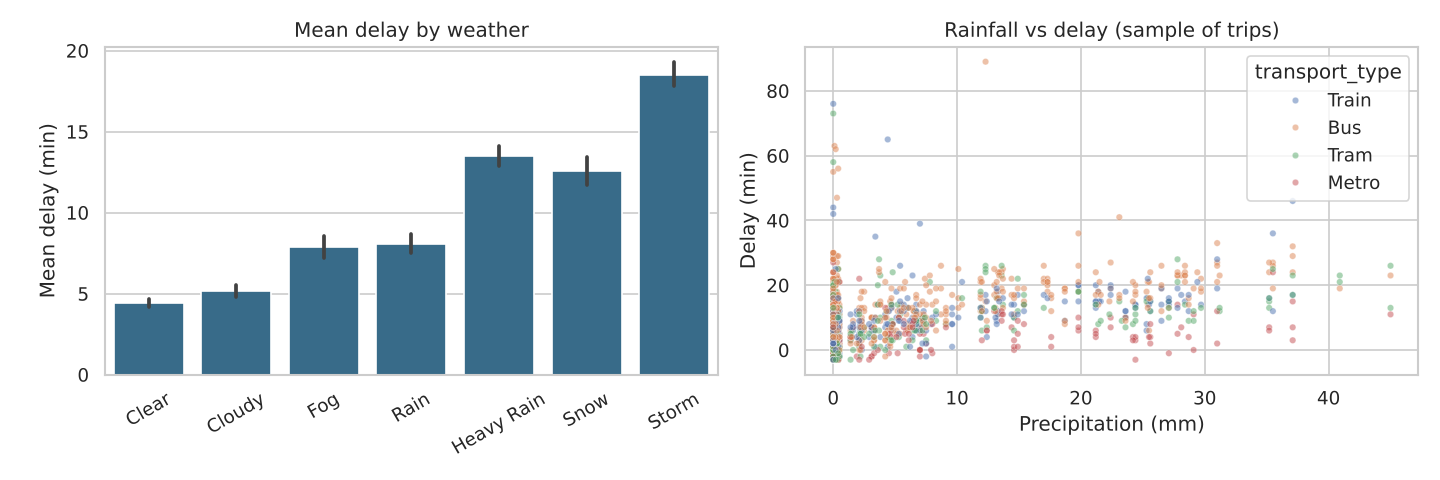 Mean delay by weather
Mean delay (min)
20
15
10
5
0
Clear
Cloudy
Fog
Rain
Heavy Rain
Snow
Storm
Rainfall vs delay (sample of trips)
Delay (min)
80
60
40
20
0
transport_type
Train
Bus
Tram
Metro
0 10 20 30 40
Precipitation (mm)